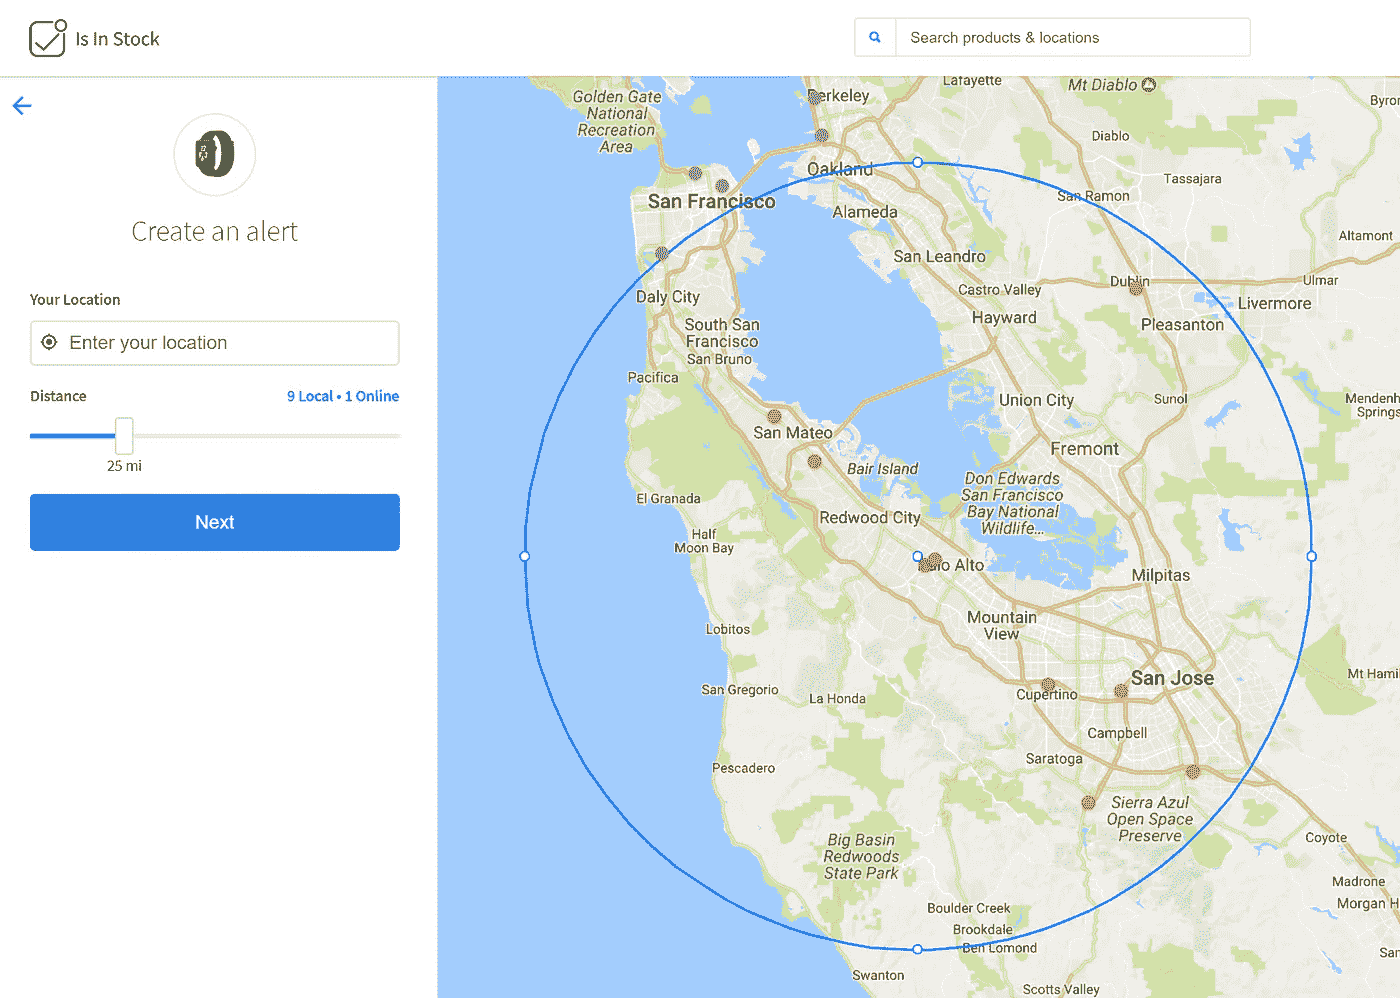 Is In Stock
Search products & locations
Create an alert
Your Location
Enter your location
Distance
9 Local • 1 Online
25 mi
Next
Golden Gate
National
Recreation
Area
Berkeley
Lafayette
Mt Diablo
Diablo
Oakland
Tassajara
San Ramon
San Francisco
Alameda
Altamont
San Leandro
Dublin
Ulmar
Castro Valley
Livermore
Daly City
Hayward
Pleasanton
South San
Francisco
San Bruno
Pacifica
Union City
Sunol
Mendenh
Springs
San Mateo
Fremont
Bair Island
Don Edwards
San Francisco
Bay National
Wildlife...
El Granada
Redwood City
Half
Moon Bay
Alto
Milpitas
Mountain
View
Lobitos
San Jose
Mt Hamil
San Gregorio
La Honda
Cupertino
Campbell
Saratoga
Pescadero
Sierra Azul
Open Space
Preserve
Big Basin
Redwoods
State Park
Coyote
Madrone
Morgan H
Boulder Creek
Brookdale
Ben Lomond
San
Swanton
Scotts Valley